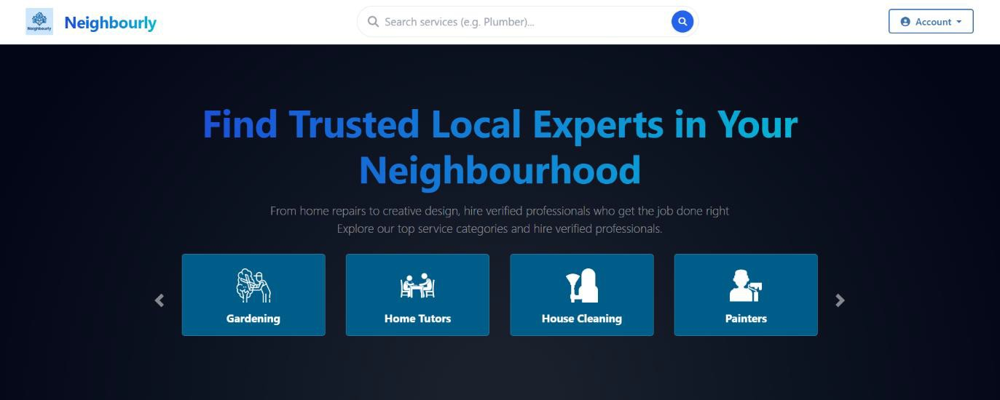 Neighbourly
Neighbourly
Search services (e.g. Plumber)...
Account
Find Trusted Local Experts in Your
Neighbourhood
From home repairs to creative design, hire verified professionals who get the job done right
Explore our top service categories and hire verified professionals.
Gardening
Home Tutors
House Cleaning
Painters